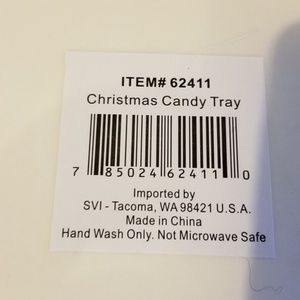 ITEM# 62411
Christmas Candy Tray
7 85024 62411 0
Imported by
SVI - Tacoma, WA 98421 U.S.A.
Made in China
Hand Wash Only. Not Microwave Safe